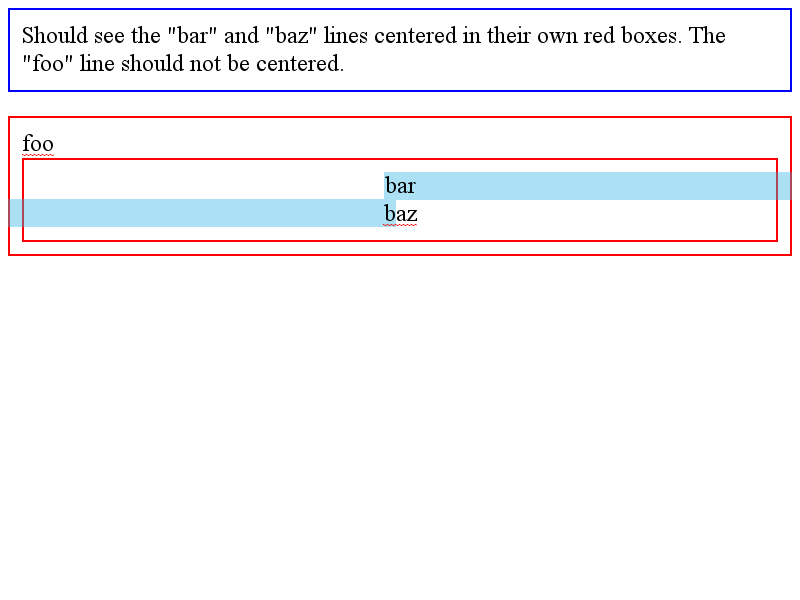 Should see the "bar" and "baz" lines centered in their own red boxes. The
"foo" line should not be centered.
foo
bar
baz